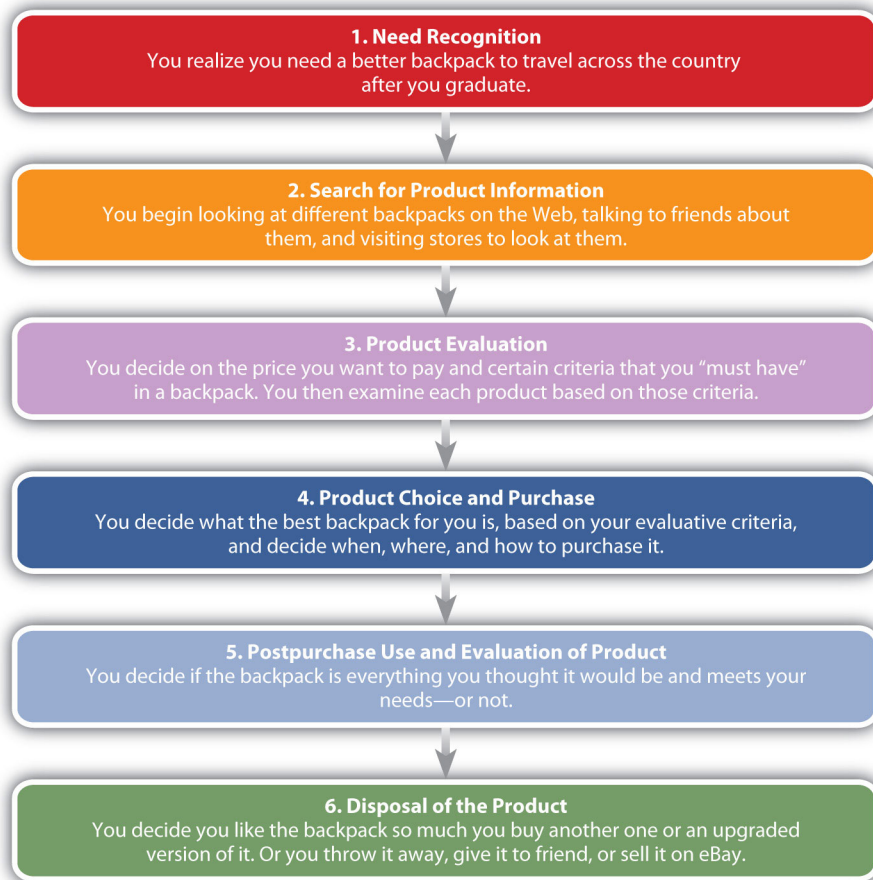 1. Need Recognition
You realize you need a better backpack to travel across the country
after you graduate.
2. Search for Product Information
You begin looking at different backpacks on the Web, talking to friends about
them, and visiting stores to look at them.
3. Product Evaluation
You decide on the price you want to pay and certain criteria that you “must have”
in a backpack. You then examine each product based on those criteria.
4. Product Choice and Purchase
You decide what the best backpack for you is, based on your evaluative criteria,
and decide when, where, and how to purchase it.
5. Postpurchase Use and Evaluation of Product
You decide if the backpack is everything you thought it would be and meets your
needs—or not.
6. Disposal of the Product
You decide you like the backpack so much you buy another one or an upgraded
version of it. Or you throw it away, give it to friend, or sell it on eBay.